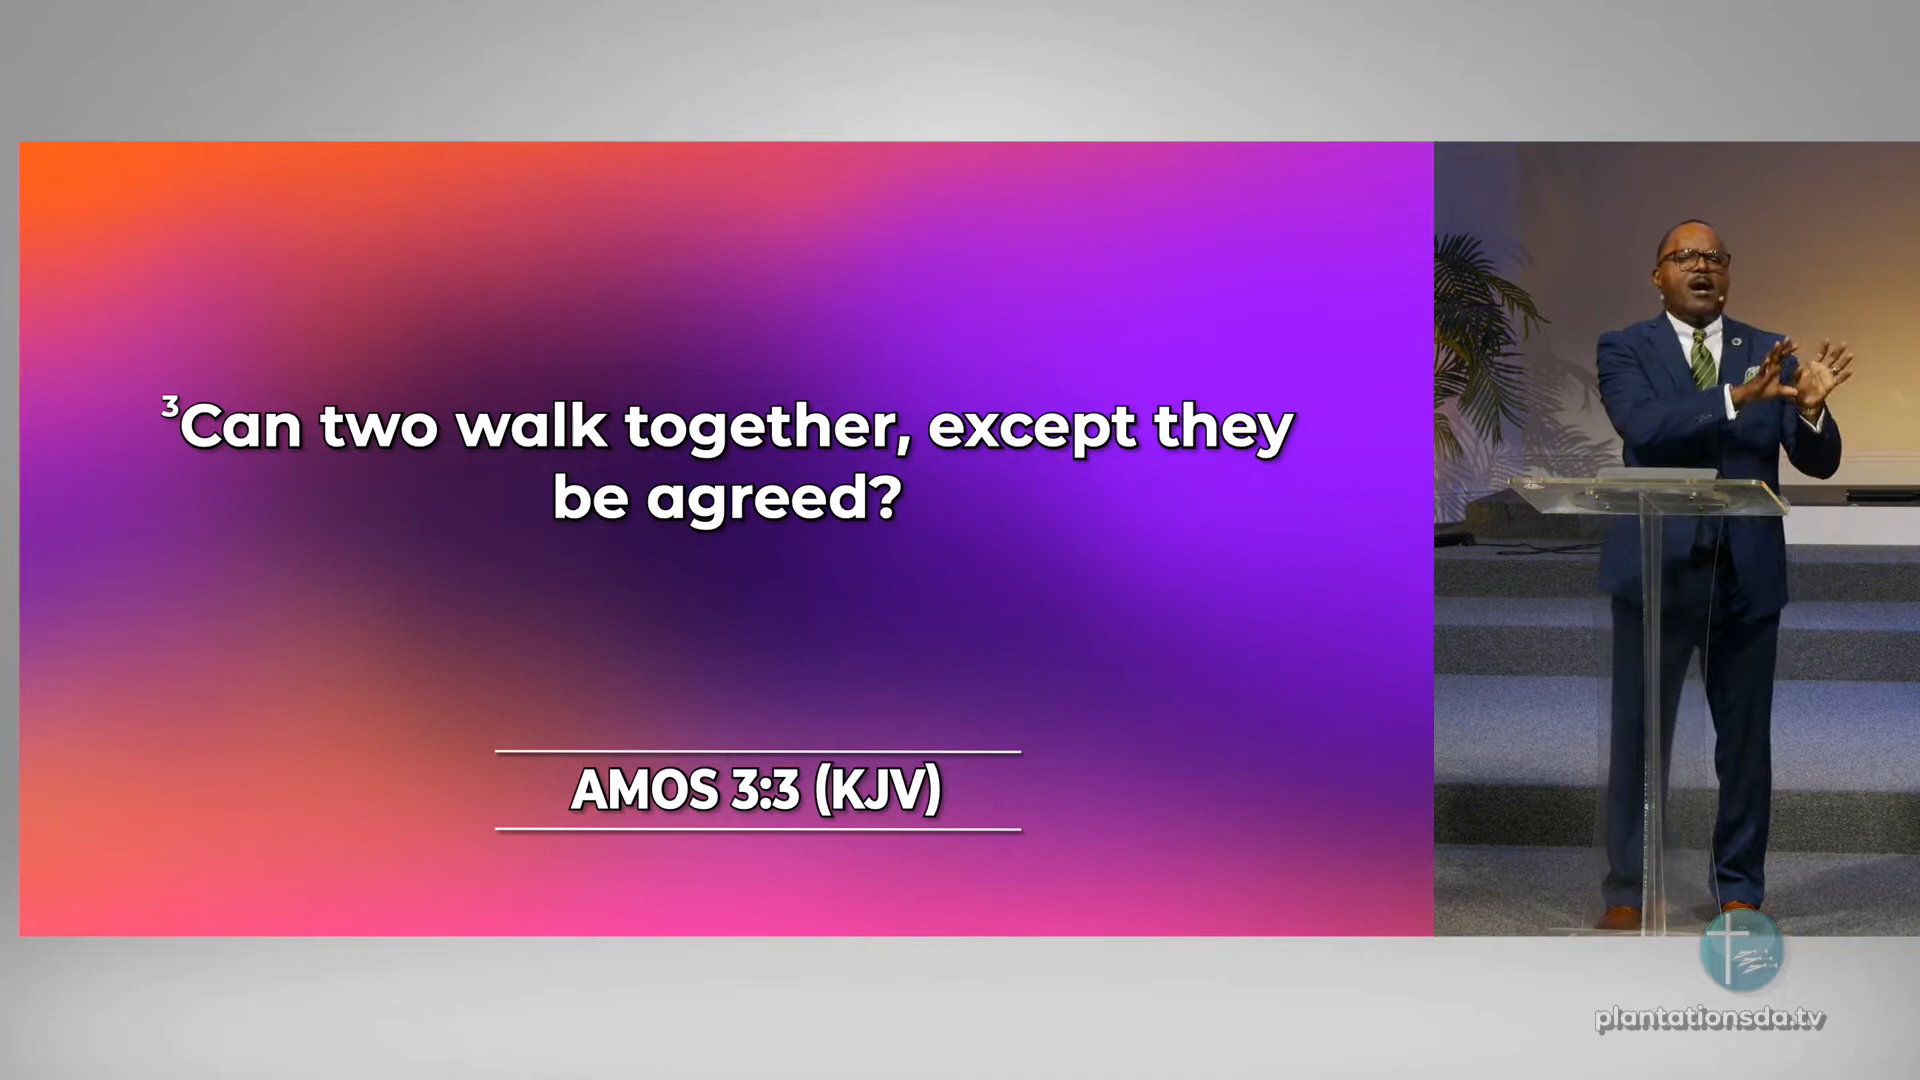 ³Can two walk together, except they
be agreed?
AMOS 3:3 (KJV)
plantationsda.tv